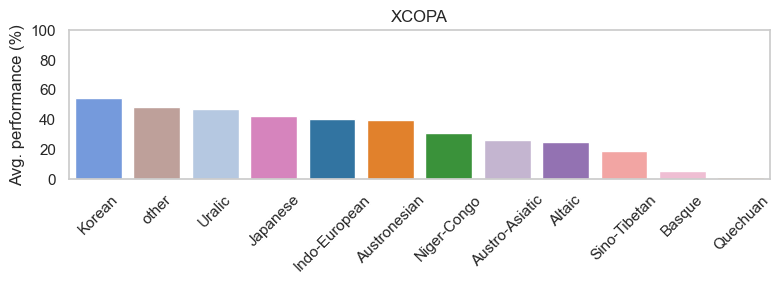 XCOPA
Avg. performance (%)
100
80
60
40
20
0
Korean
other
Uralic
Japanese
Indo-European
Austronesian
Niger-Congo
Austro-Asiatic
Altaic
Sino-Tibetan
Basque
Quechuan